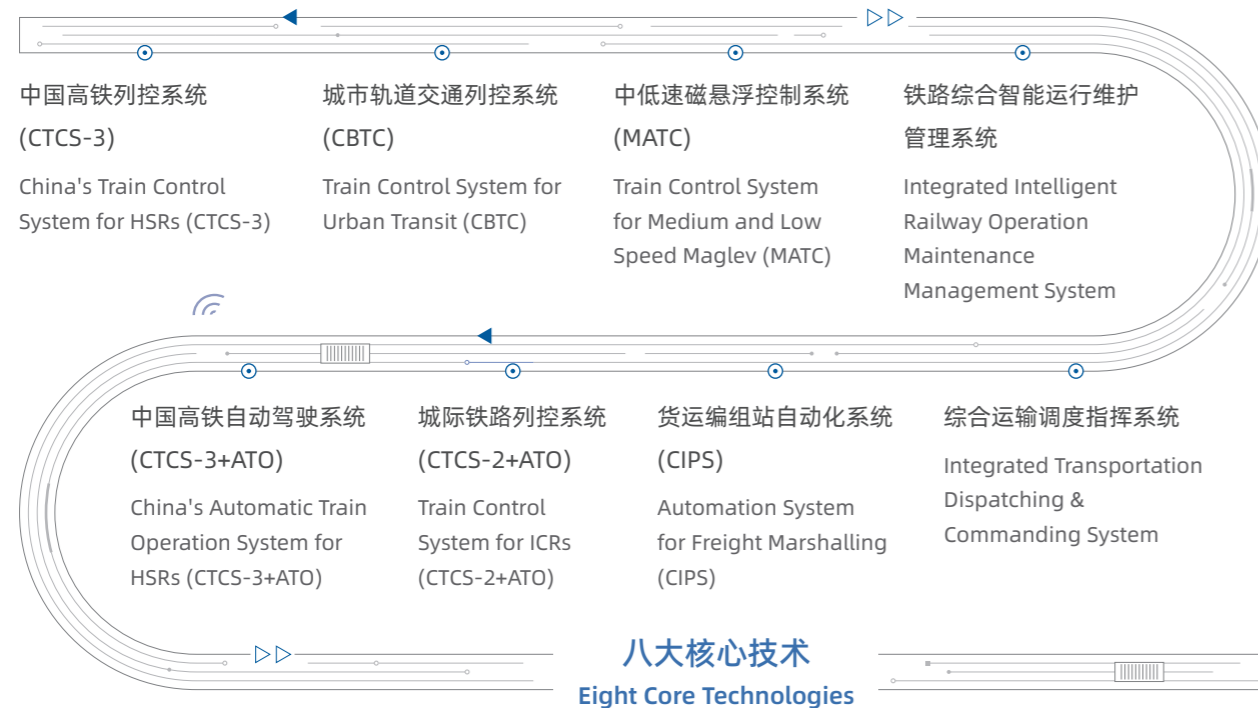 中国高铁列控系统
(CTCS-3)
China's Train Control
System for HSRs (CTCS-3)
城市轨道交通列控系统
(CBTC)
Train Control System for
Urban Transit (CBTC)
中低速磁悬浮控制系统
(MATC)
Train Control System
for Medium and Low
Speed Maglev (MATC)
铁路综合智能运行维护
管理系统
Integrated Intelligent
Railway Operation
Maintenance
Management System
中国高铁自动驾驶系统
(CTCS-3+ATO)
China's Automatic Train
Operation System for
HSRs (CTCS-3+ATO)
城际铁路列控系统
(CTCS-2+ATO)
Train Control
System for ICRs
(CTCS-2+ATO)
货运编组站自动化系统
(CIPS)
Automation System
for Freight Marshalling
(CIPS)
综合运输调度指挥系统
Integrated Transportation
Dispatching &
Commanding System
八大核心技术
Eight Core Technologies